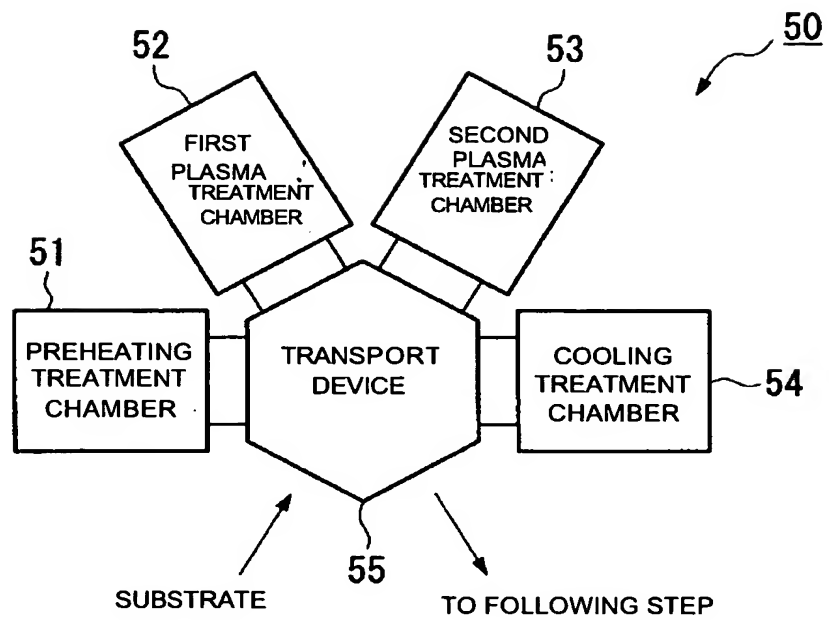 50
52
53
FIRST
PLASMA
TREATMENT
CHAMBER
SECOND
PLASMA
TREATMENT
CHAMBER
51
PREHEATING
TREATMENT
CHAMBER
TRANSPORT
DEVICE
COOLING
TREATMENT
CHAMBER
54
55
SUBSTRATE
TO FOLLOWING STEP